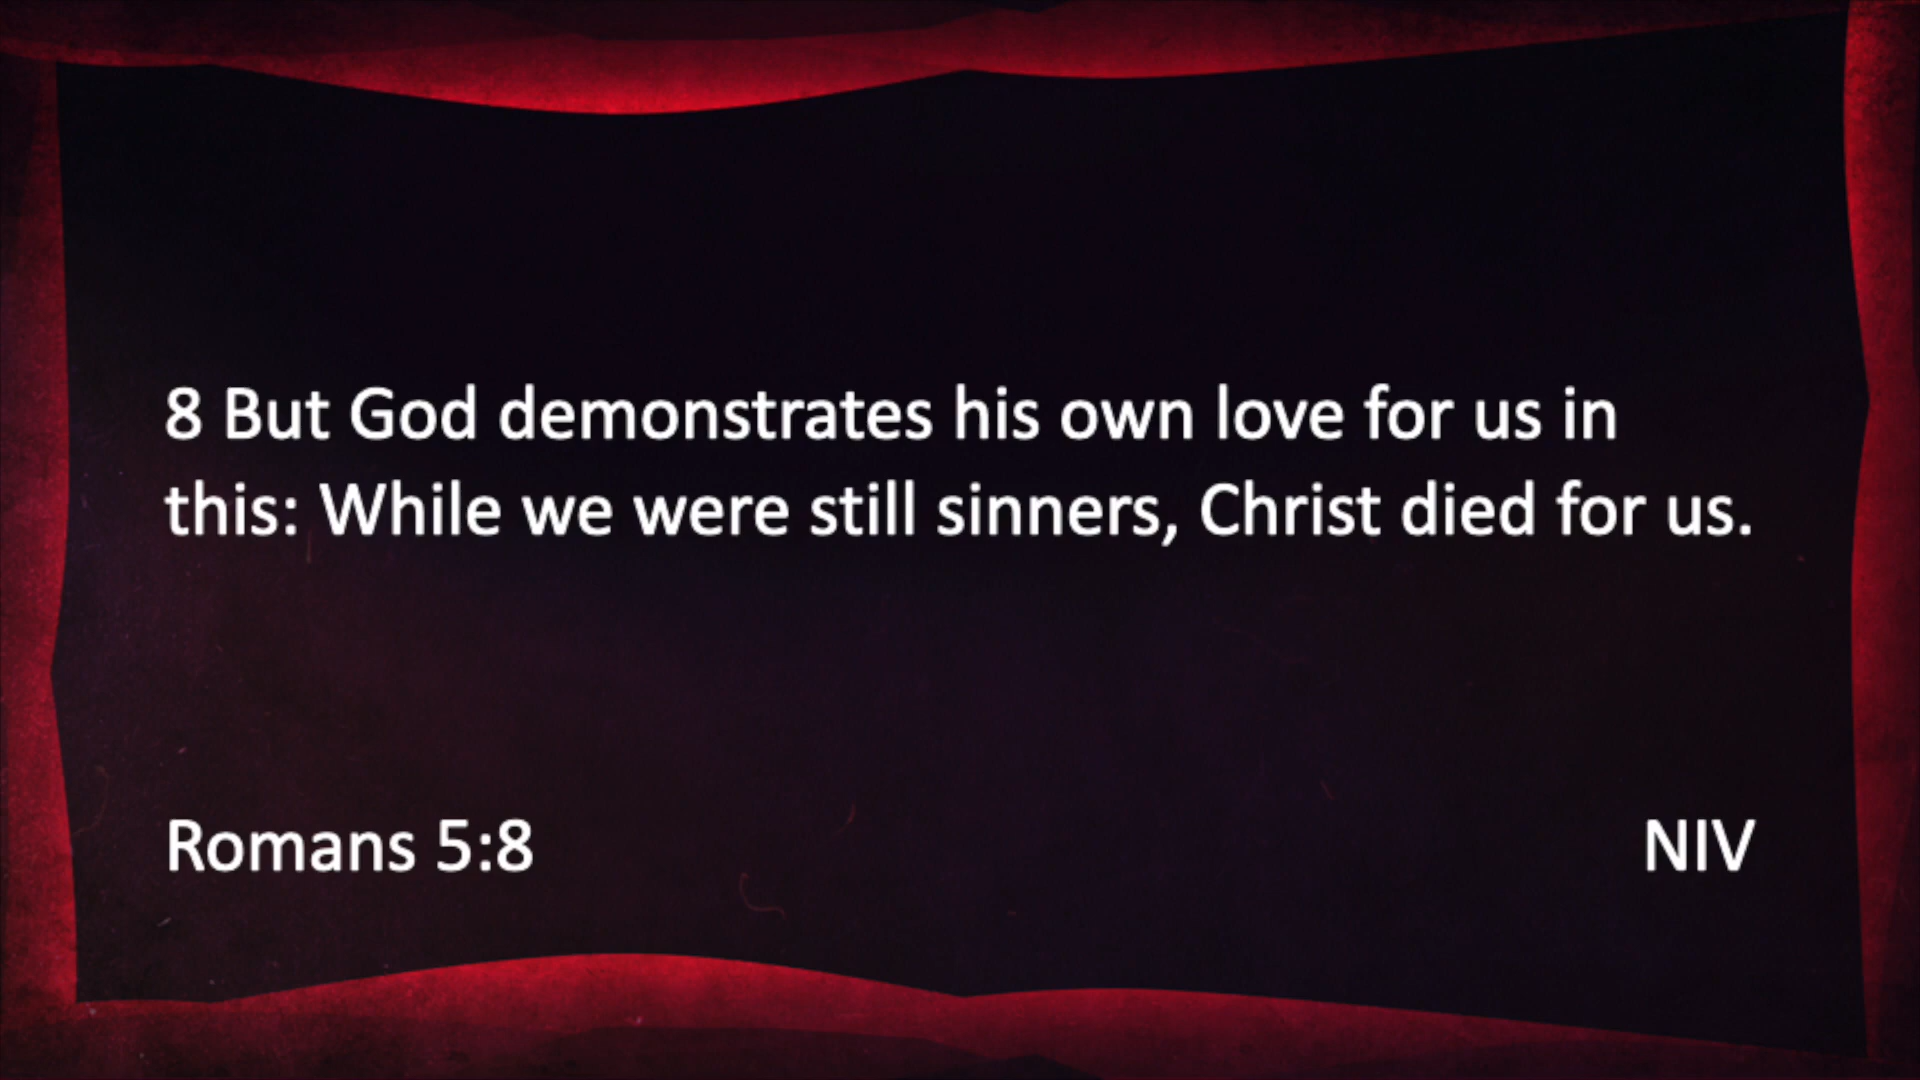 8 But God demonstrates his own love for us in
this: While we were still sinners, Christ died for us.
Romans 5:8
NIV